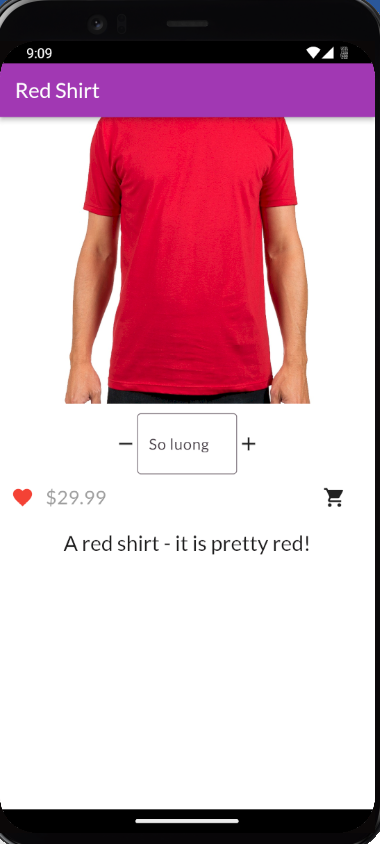 9:09
Red Shirt
So luong
$29.99
A red shirt - it is pretty red!